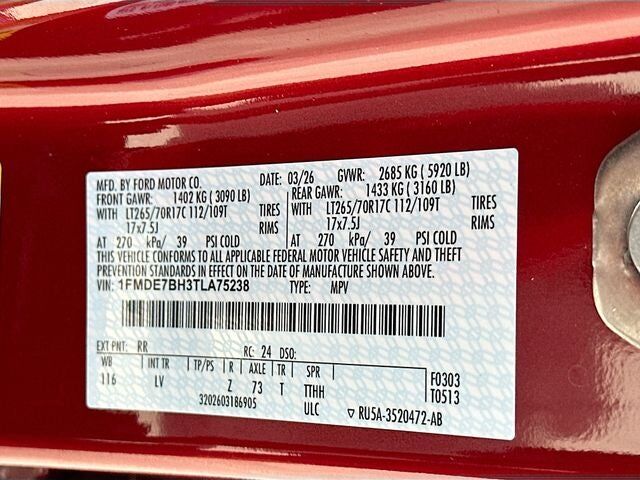 MFD. BY FORD MOTOR CO. DATE: 03/26 GVWR: 2685 KG ( 5920 LB)
FRONT GAWR: 1402 KG ( 3090 LB) REAR GAWR: 1433 KG ( 3160 LB)
WITH LT265/70R17C 112/109T TIRES WITH LT265/70R17C 112/109T TIRES
17x7.5J RIMS 17x7.5J RIMS
AT 270 kPa/ 39 PSI COLD AT 270 kPa/ 39 PSI COLD
THIS VEHICLE CONFORMS TO ALL APPLICABLE FEDERAL MOTOR VEHICLE SAFETY AND THEFT
PREVENTION STANDARDS IN EFFECT ON THE DATE OF MANUFACTURE SHOWN ABOVE.
VIN: 1FMDE7BH3TLA75238 TYPE: MPV
EXT PNT: RR RC: 24 DSO:
WB INT TR TP/PS R AXLE TR SPR
116 LV Z 73 T TTHH F0303
T0513
3202603186905 ULC ▽ RU5A-3520472-AB